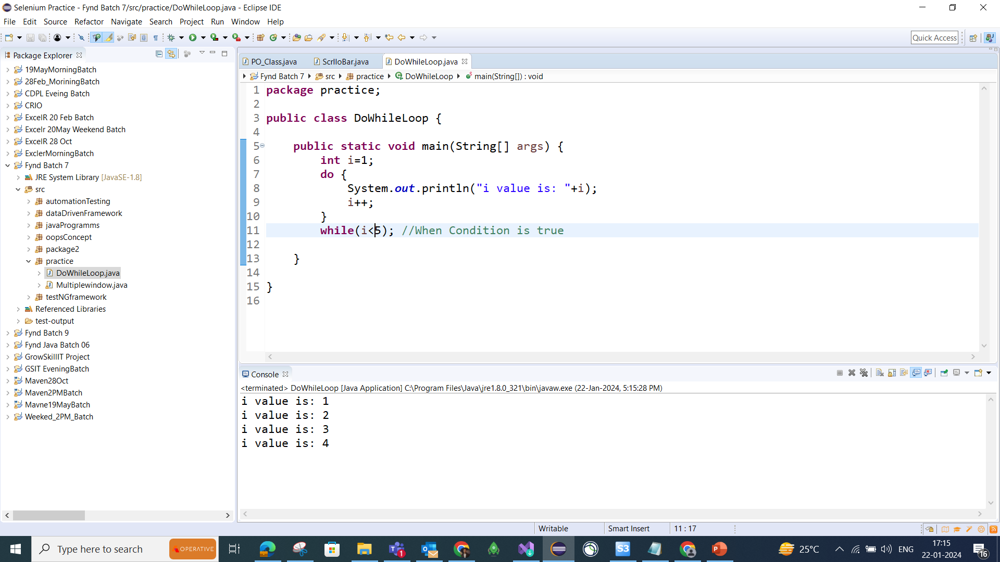 Selenium Practice - Fynd Batch 7/src/practice/DoWhileLoop.java - Eclipse IDE
File Edit Source Refactor Navigate Search Project Run Window Help
Quick Access
Package Explorer
19MayMorningBatch
28Feb_MoriningBatch
CDPL Eveing Batch
CRIO
ExcelR 20 Feb Batch
Excelr 20May Weekend Batch
ExcelR 28 Oct
ExclerMorningBatch
Fynd Batch 7
JRE System Library [JavaSE-1.8]
src
automationTesting
dataDrivenFramework
javaProgramms
oopsConcept
package2
practice
DoWhileLoop.java
Multiplewindow.java
testNGframework
Referenced Libraries
test-output
Fynd Batch 9
Fynd Java Batch 06
GrowSkillIT Project
GSIT EveningBatch
Maven28Oct
Maven2PMBatch
Mavne19MayBatch
Weeked_2PM_Batch
PO_Class.java ScrlloBar.java DoWhileLoop.java
Fynd Batch 7 src practice DoWhileLoop main(String[]) : void
1 package practice;
2
3 public class DoWhileLoop {
4
5 public static void main(String[] args) {
6 int i=1;
7 do {
8 System.out.println("i value is: "+i);
9 i++;
10 }
11 while(i<5); //When Condition is true
12
13 }
14
15 }
16
Console
<terminated> DoWhileLoop [Java Application] C:\Program Files\Java\jre1.8.0_321\bin\javaw.exe (22-Jan-2024, 5:15:28 PM)
i value is: 1
i value is: 2
i value is: 3
i value is: 4
Writable Smart Insert 11 : 17
Type here to search OPERATIVE 1 S3 P 25°C ENG 17:15
22-01-2024 16